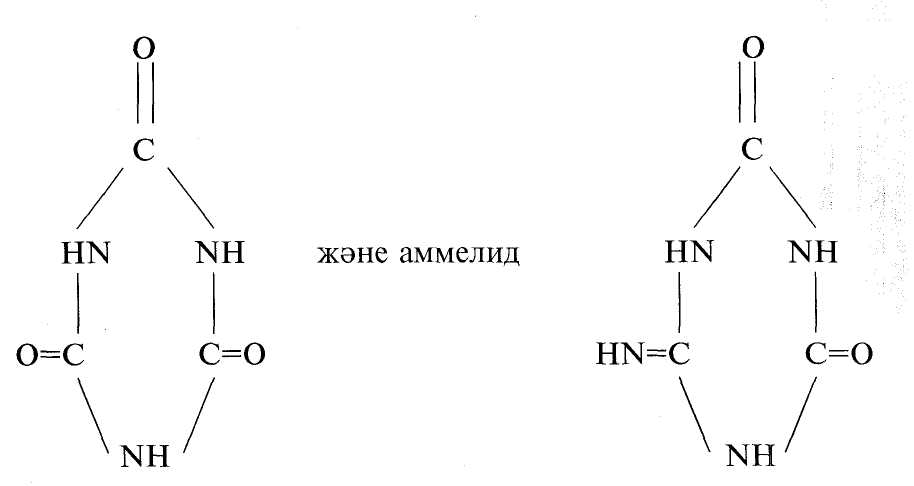 O O
C C
HN NH және аммелид HN NH
O=C C=O HN=C C=O
NH NH